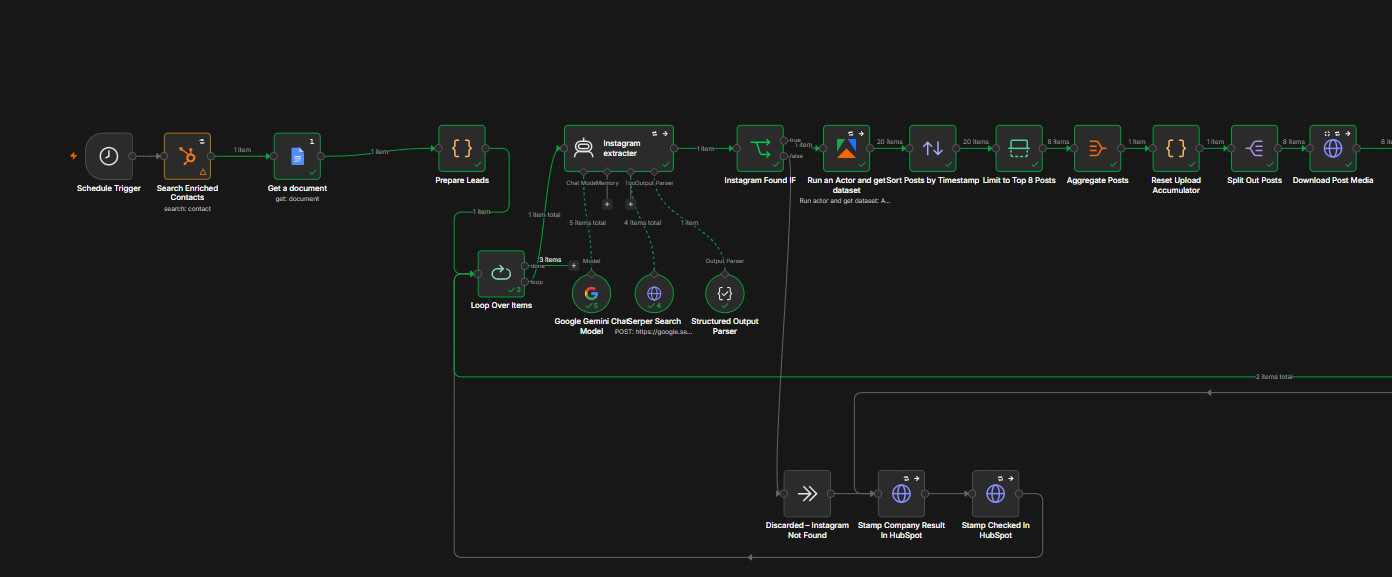 Schedule Trigger
Search Enriched
Contacts
search: contact
1 item
1
Get a document
get: document
1 item
Prepare Leads
1 item
Loop Over Items
3
done
loop
3 items
1 item total
Instagram
extracter
Chat Model
Memory
Tool
Output Parser
5 items total
4 items total
1 item
Model
Output Parser
5
4
Google Gemini Chat
Model
Serper Search
POST: https://google.se...
Structured Output
Parser
1 item
Instagram Found IF
true
false
1 item
Run an Actor and get
dataset
Run actor and get dataset: A...
20 items
Sort Posts by Timestamp
20 items
Limit to Top 8 Posts
8 items
Aggregate Posts
1 item
Reset Upload
Accumulator
1 item
Split Out Posts
8 items
Download Post Media
2 items total
Discarded – Instagram
Not Found
Stamp Company Result
In HubSpot
Stamp Checked In
HubSpot